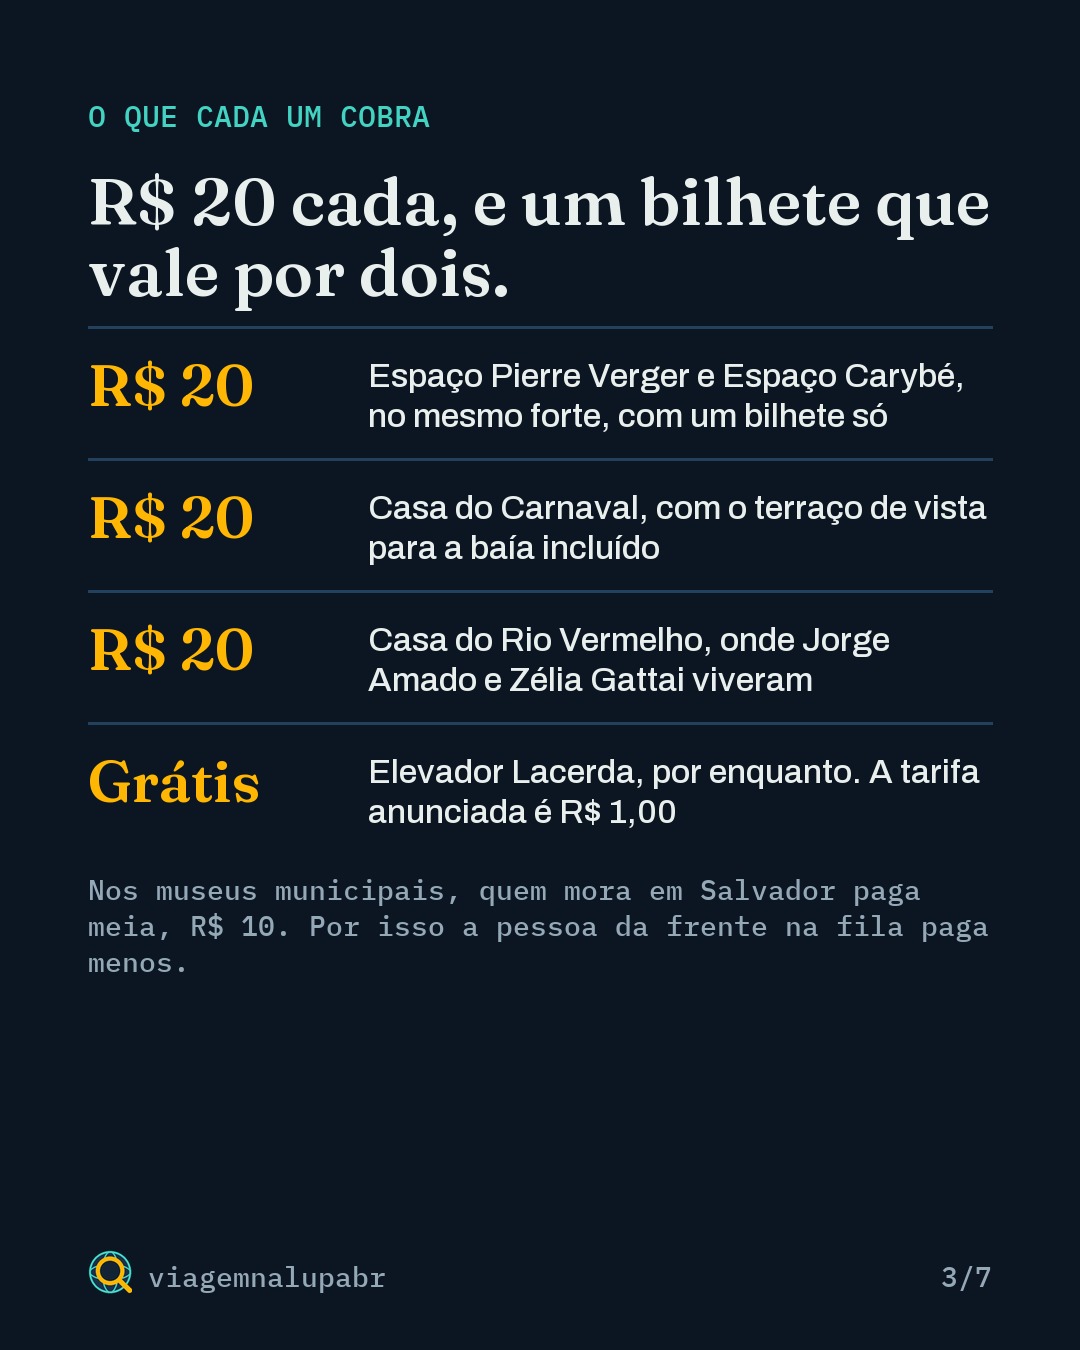 O QUE CADA UM COBRA
R$ 20 cada, e um bilhete que
vale por dois.
R$ 20
Espaço Pierre Verger e Espaço Carybé,
no mesmo forte, com um bilhete só
R$ 20
Casa do Carnaval, com o terraço de vista
para a baía incluído
R$ 20
Casa do Rio Vermelho, onde Jorge
Amado e Zélia Gattai viveram
Grátis
Elevador Lacerda, por enquanto. A tarifa
anunciada é R$ 1,00
Nos museus municipais, quem mora em Salvador paga
meia, R$ 10. Por isso a pessoa da frente na fila paga
menos.
viagemnalupabr
3/7